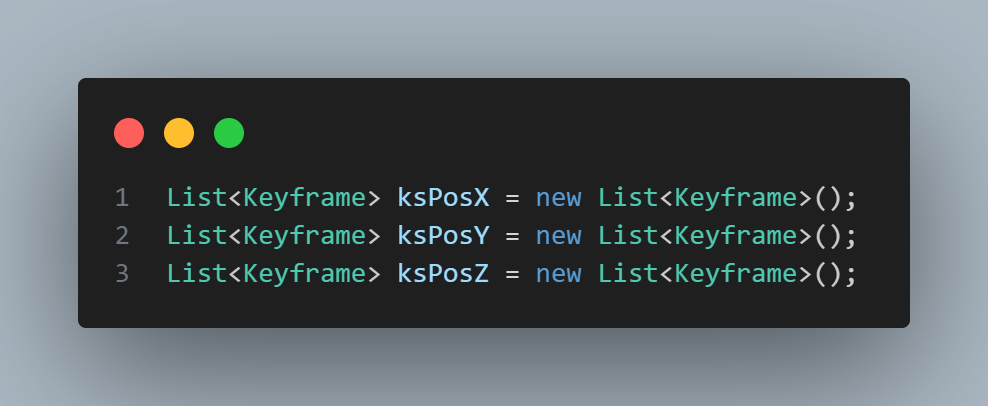 1 List<Keyframe> ksPosX = new List<Keyframe>();
2 List<Keyframe> ksPosY = new List<Keyframe>();
3 List<Keyframe> ksPosZ = new List<Keyframe>();